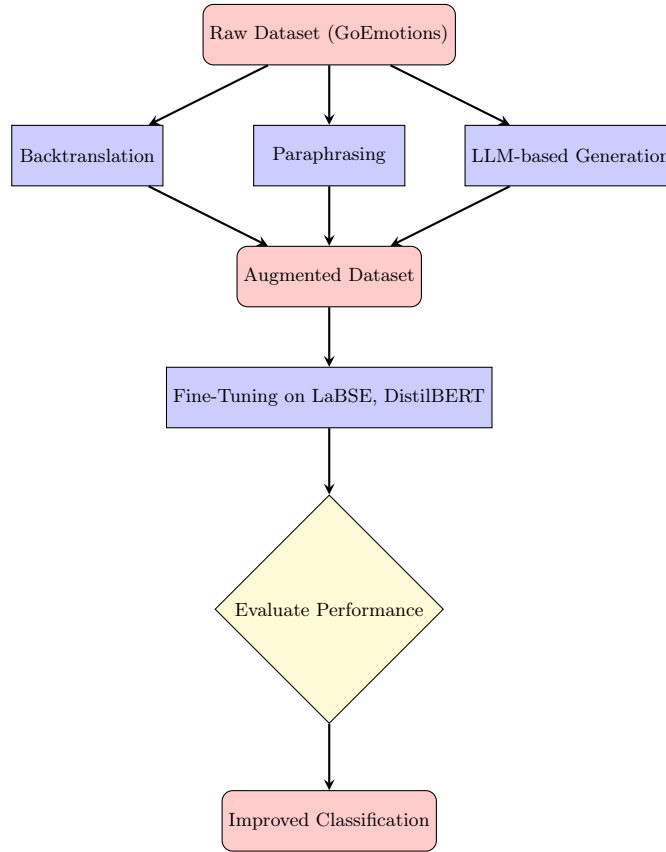 Raw Dataset (GoEmotions)
Backtranslation
Paraphrasing
LLM-based Generation
Augmented Dataset
Fine-Tuning on LaBSE, DistilBERT
Evaluate Performance
Improved Classification